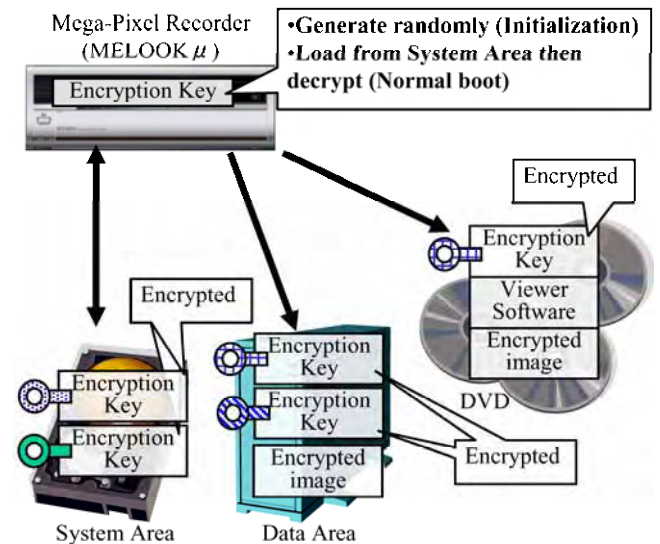 Mega-Pixel Recorder
(MELOOK μ)
•Generate randomly (Initialization)
•Load from System Area then
decrypt (Normal boot)
Encryption Key
Encrypted
Encryption
Key
Viewer
Software
Encrypted
image
DVD
Encrypted
Encryption
Key
Encryption
Key
System Area
Encryption
Key
Encryption
Key
Encrypted
image
Encrypted
Data Area